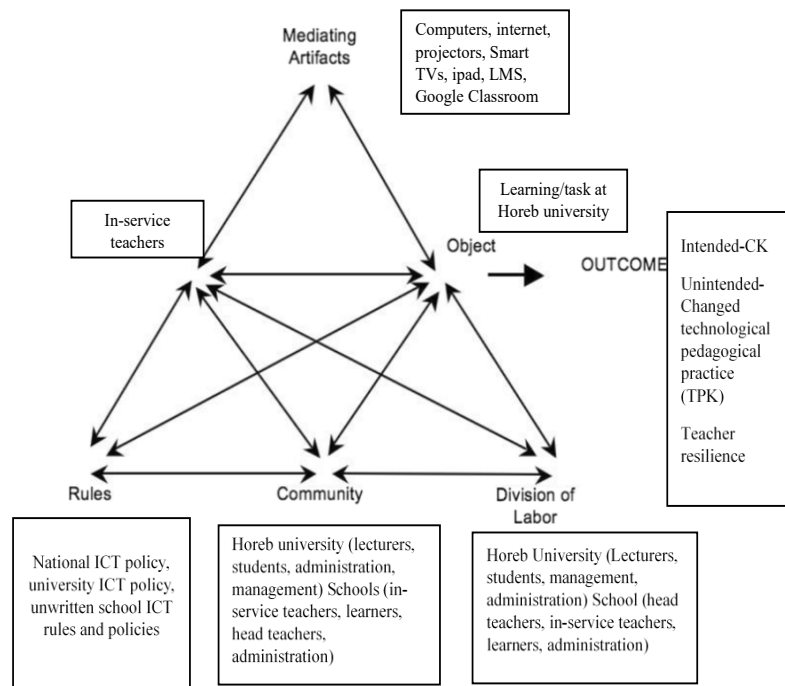 Mediating
Artifacts
Computers, internet,
projectors, Smart
TVs, ipad, LMS,
Google Classroom
In-service
teachers
Learning/task at
Horeb university
Object
OUTCOME
Intended-CK
Unintended-
Changed
technological
pedagogical
practice
(TPK)
Teacher
resilience
Rules
Community
Division of
Labor
National ICT policy,
university ICT policy,
unwritten school ICT
rules and policies
Horeb university (lecturers,
students, administration,
management) Schools (in-
service teachers, learners,
head teachers,
administration)
Horeb University (Lecturers,
students, management,
administration) School (head
teachers, in-service teachers,
learners, administration)